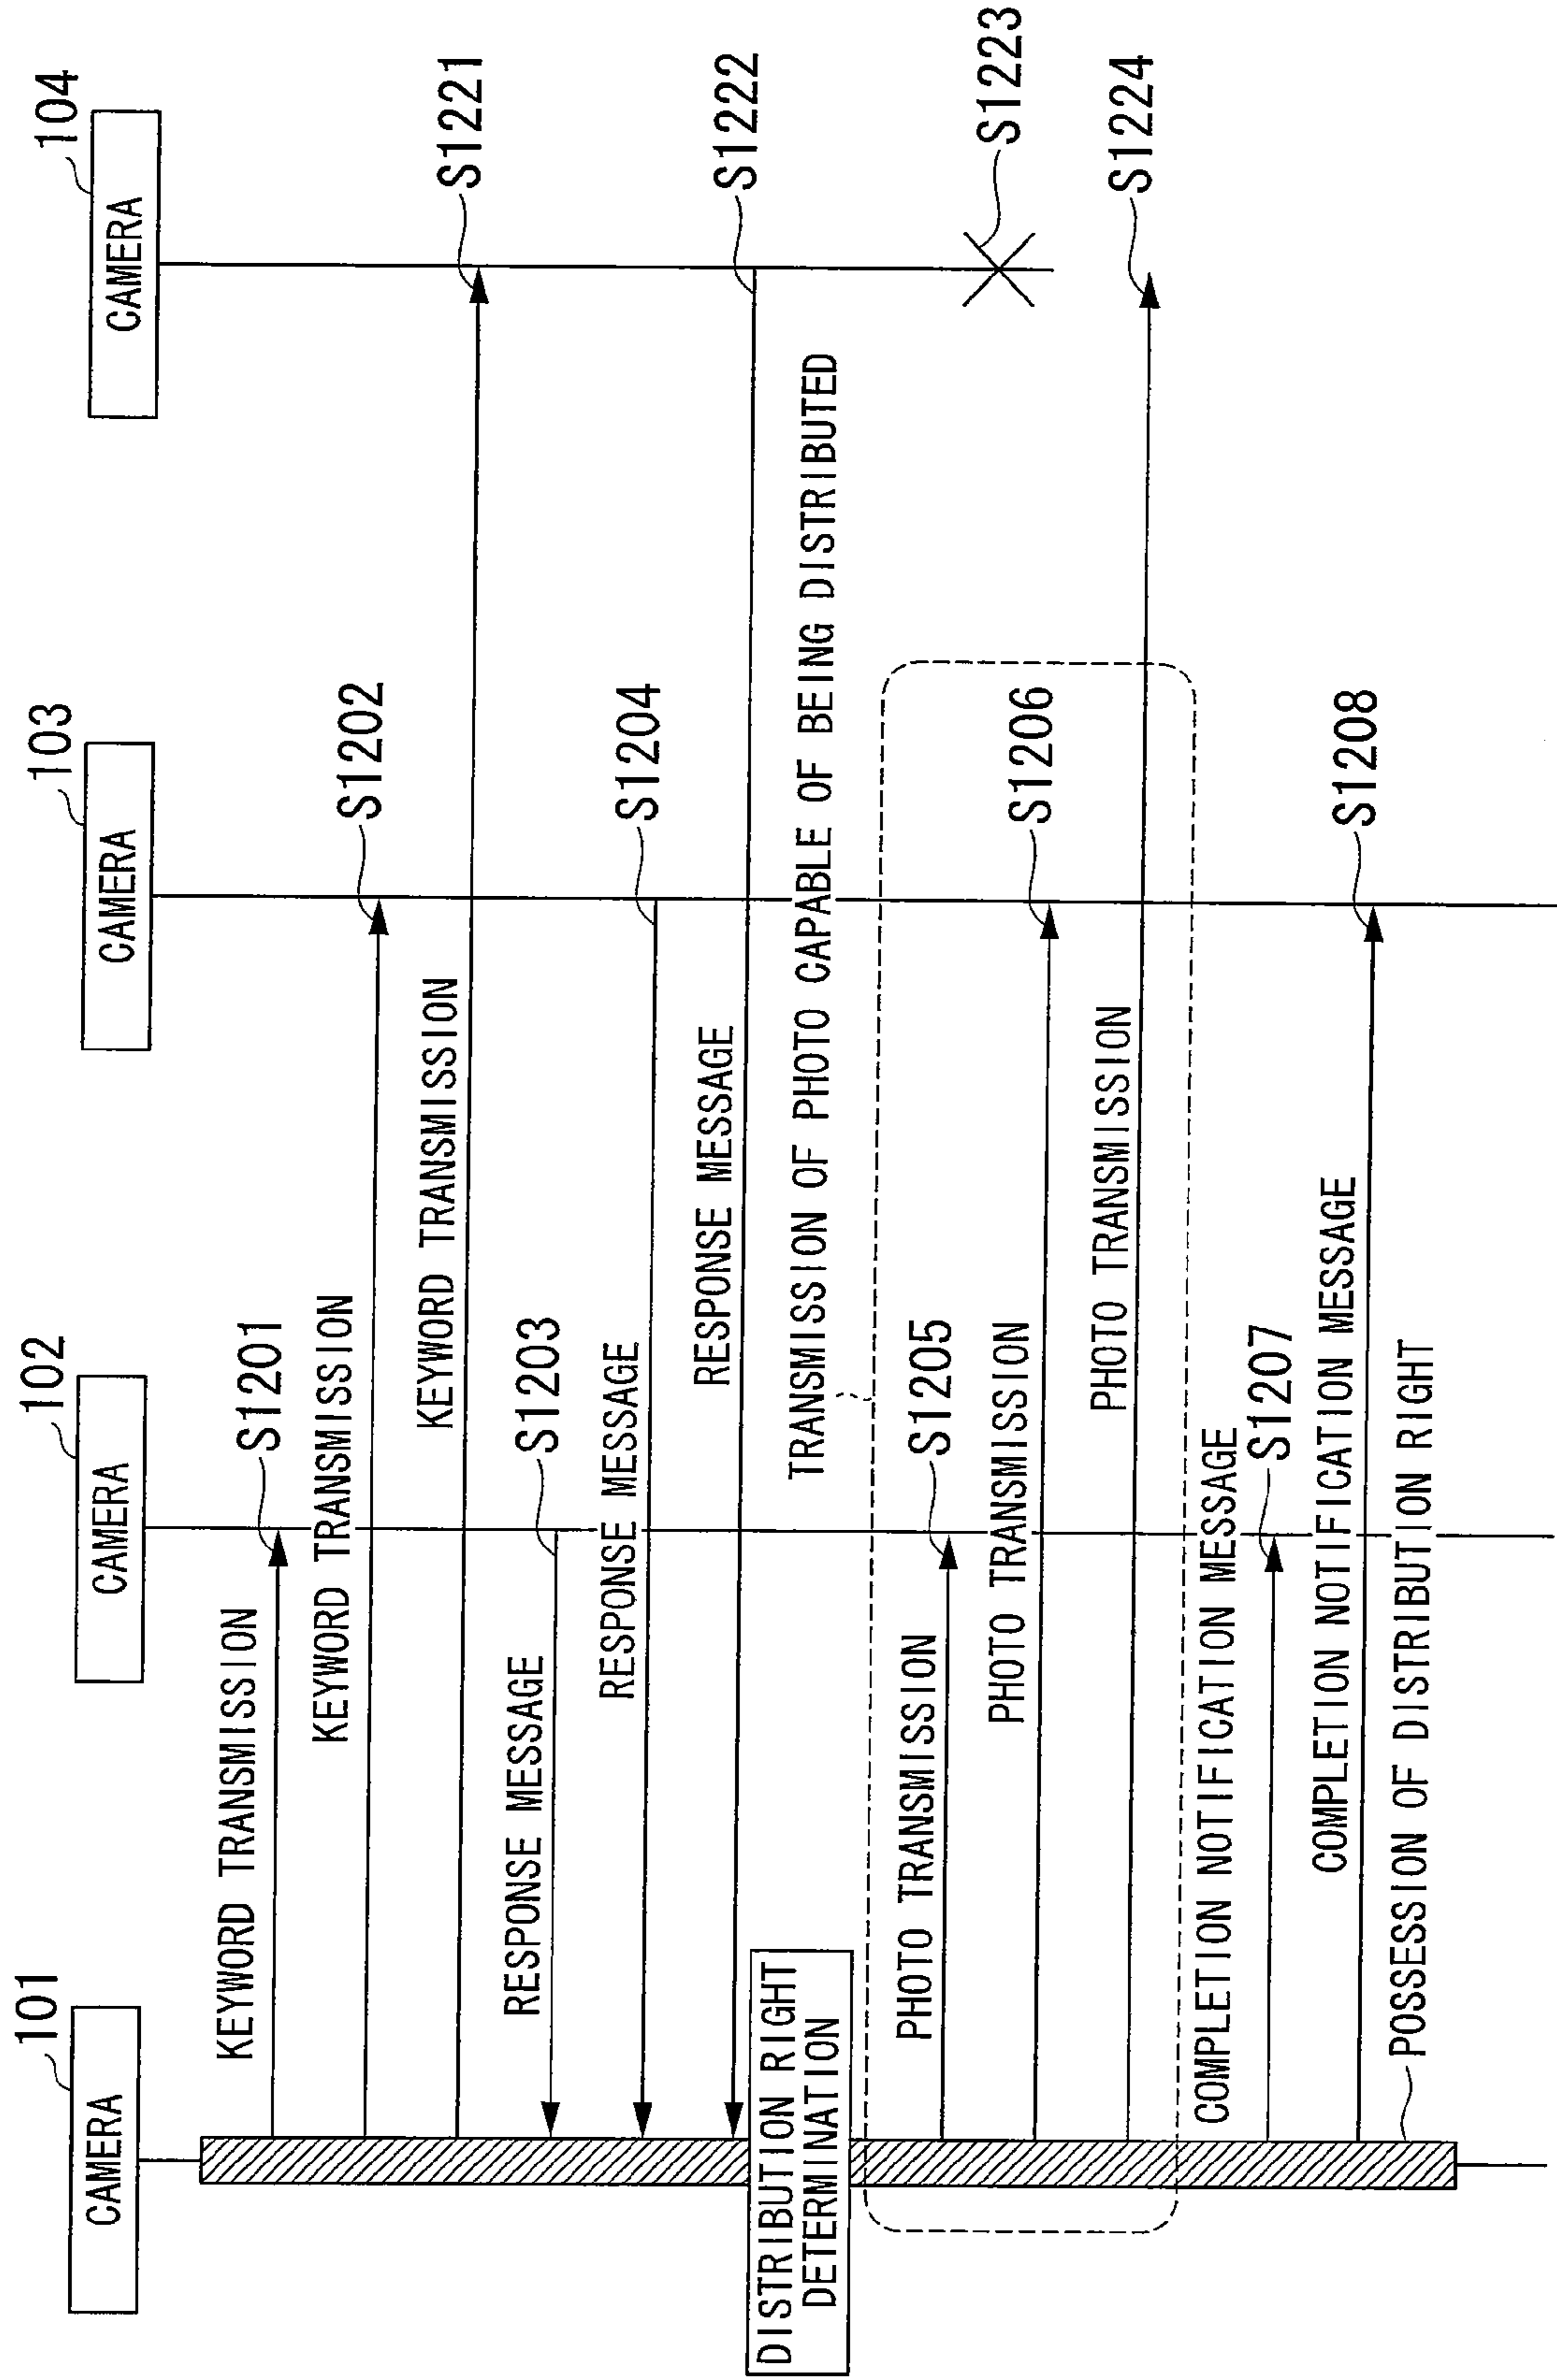 101
CAMERA
102
CAMERA
103
CAMERA
104
CAMERA
KEYWORD TRANSMISSION
S1201
KEYWORD TRANSMISSION
S1202
KEYWORD TRANSMISSION
S1221
RESPONSE MESSAGE
S1203
RESPONSE MESSAGE
S1204
RESPONSE MESSAGE
S1222
DISTRIBUTION RIGHT
DETERMINATION
TRANSMISSION OF PHOTO CAPABLE OF BEING DISTRIBUTED
PHOTO TRANSMISSION
S1205
S1223
PHOTO TRANSMISSION
S1206
PHOTO TRANSMISSION
S1224
COMPLETION NOTIFICATION MESSAGE
S1207
COMPLETION NOTIFICATION MESSAGE
S1208
POSSESSION OF DISTRIBUTION RIGHT